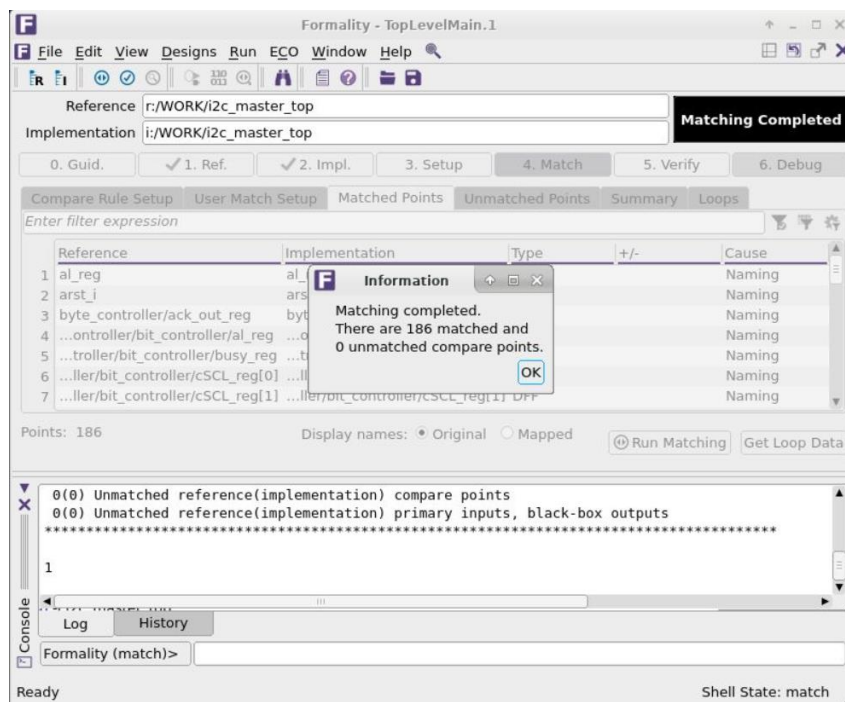 Formality - TopLevelMain.1
File Edit View Designs Run ECO Window Help
Reference r:/WORK/i2c_master_top
Implementation i:/WORK/i2c_master_top
Matching Completed
0. Guid. 1. Ref. 2. Impl. 3. Setup 4. Match 5. Verify 6. Debug
Compare Rule Setup User Match Setup Matched Points Unmatched Points Summary Loops
Enter filter expression
Reference Implementation Type +/- Cause
1 al_reg al_ Naming
2 arst_i ars Naming
3 byte_controller/ack_out_reg byt Naming
4 ...ontroller/bit_controller/al_reg ...o Naming
5 ...troller/bit_controller/busy_reg ...t Naming
6 ...ller/bit_controller/cSCL_reg[0] ...ll Naming
7 ...ller/bit_controller/cSCL_reg[1] ...ller/bit_controller/cSCL_reg[1] DFF Naming
Information
Matching completed.
There are 186 matched and
0 unmatched compare points.
OK
Points: 186 Display names: Original Mapped Run Matching Get Loop Data
0(0) Unmatched reference(implementation) compare points
0(0) Unmatched reference(implementation) primary inputs, black-box outputs
****************************************************************************************
1
Console
Log History
Formality (match)>
Ready Shell State: match